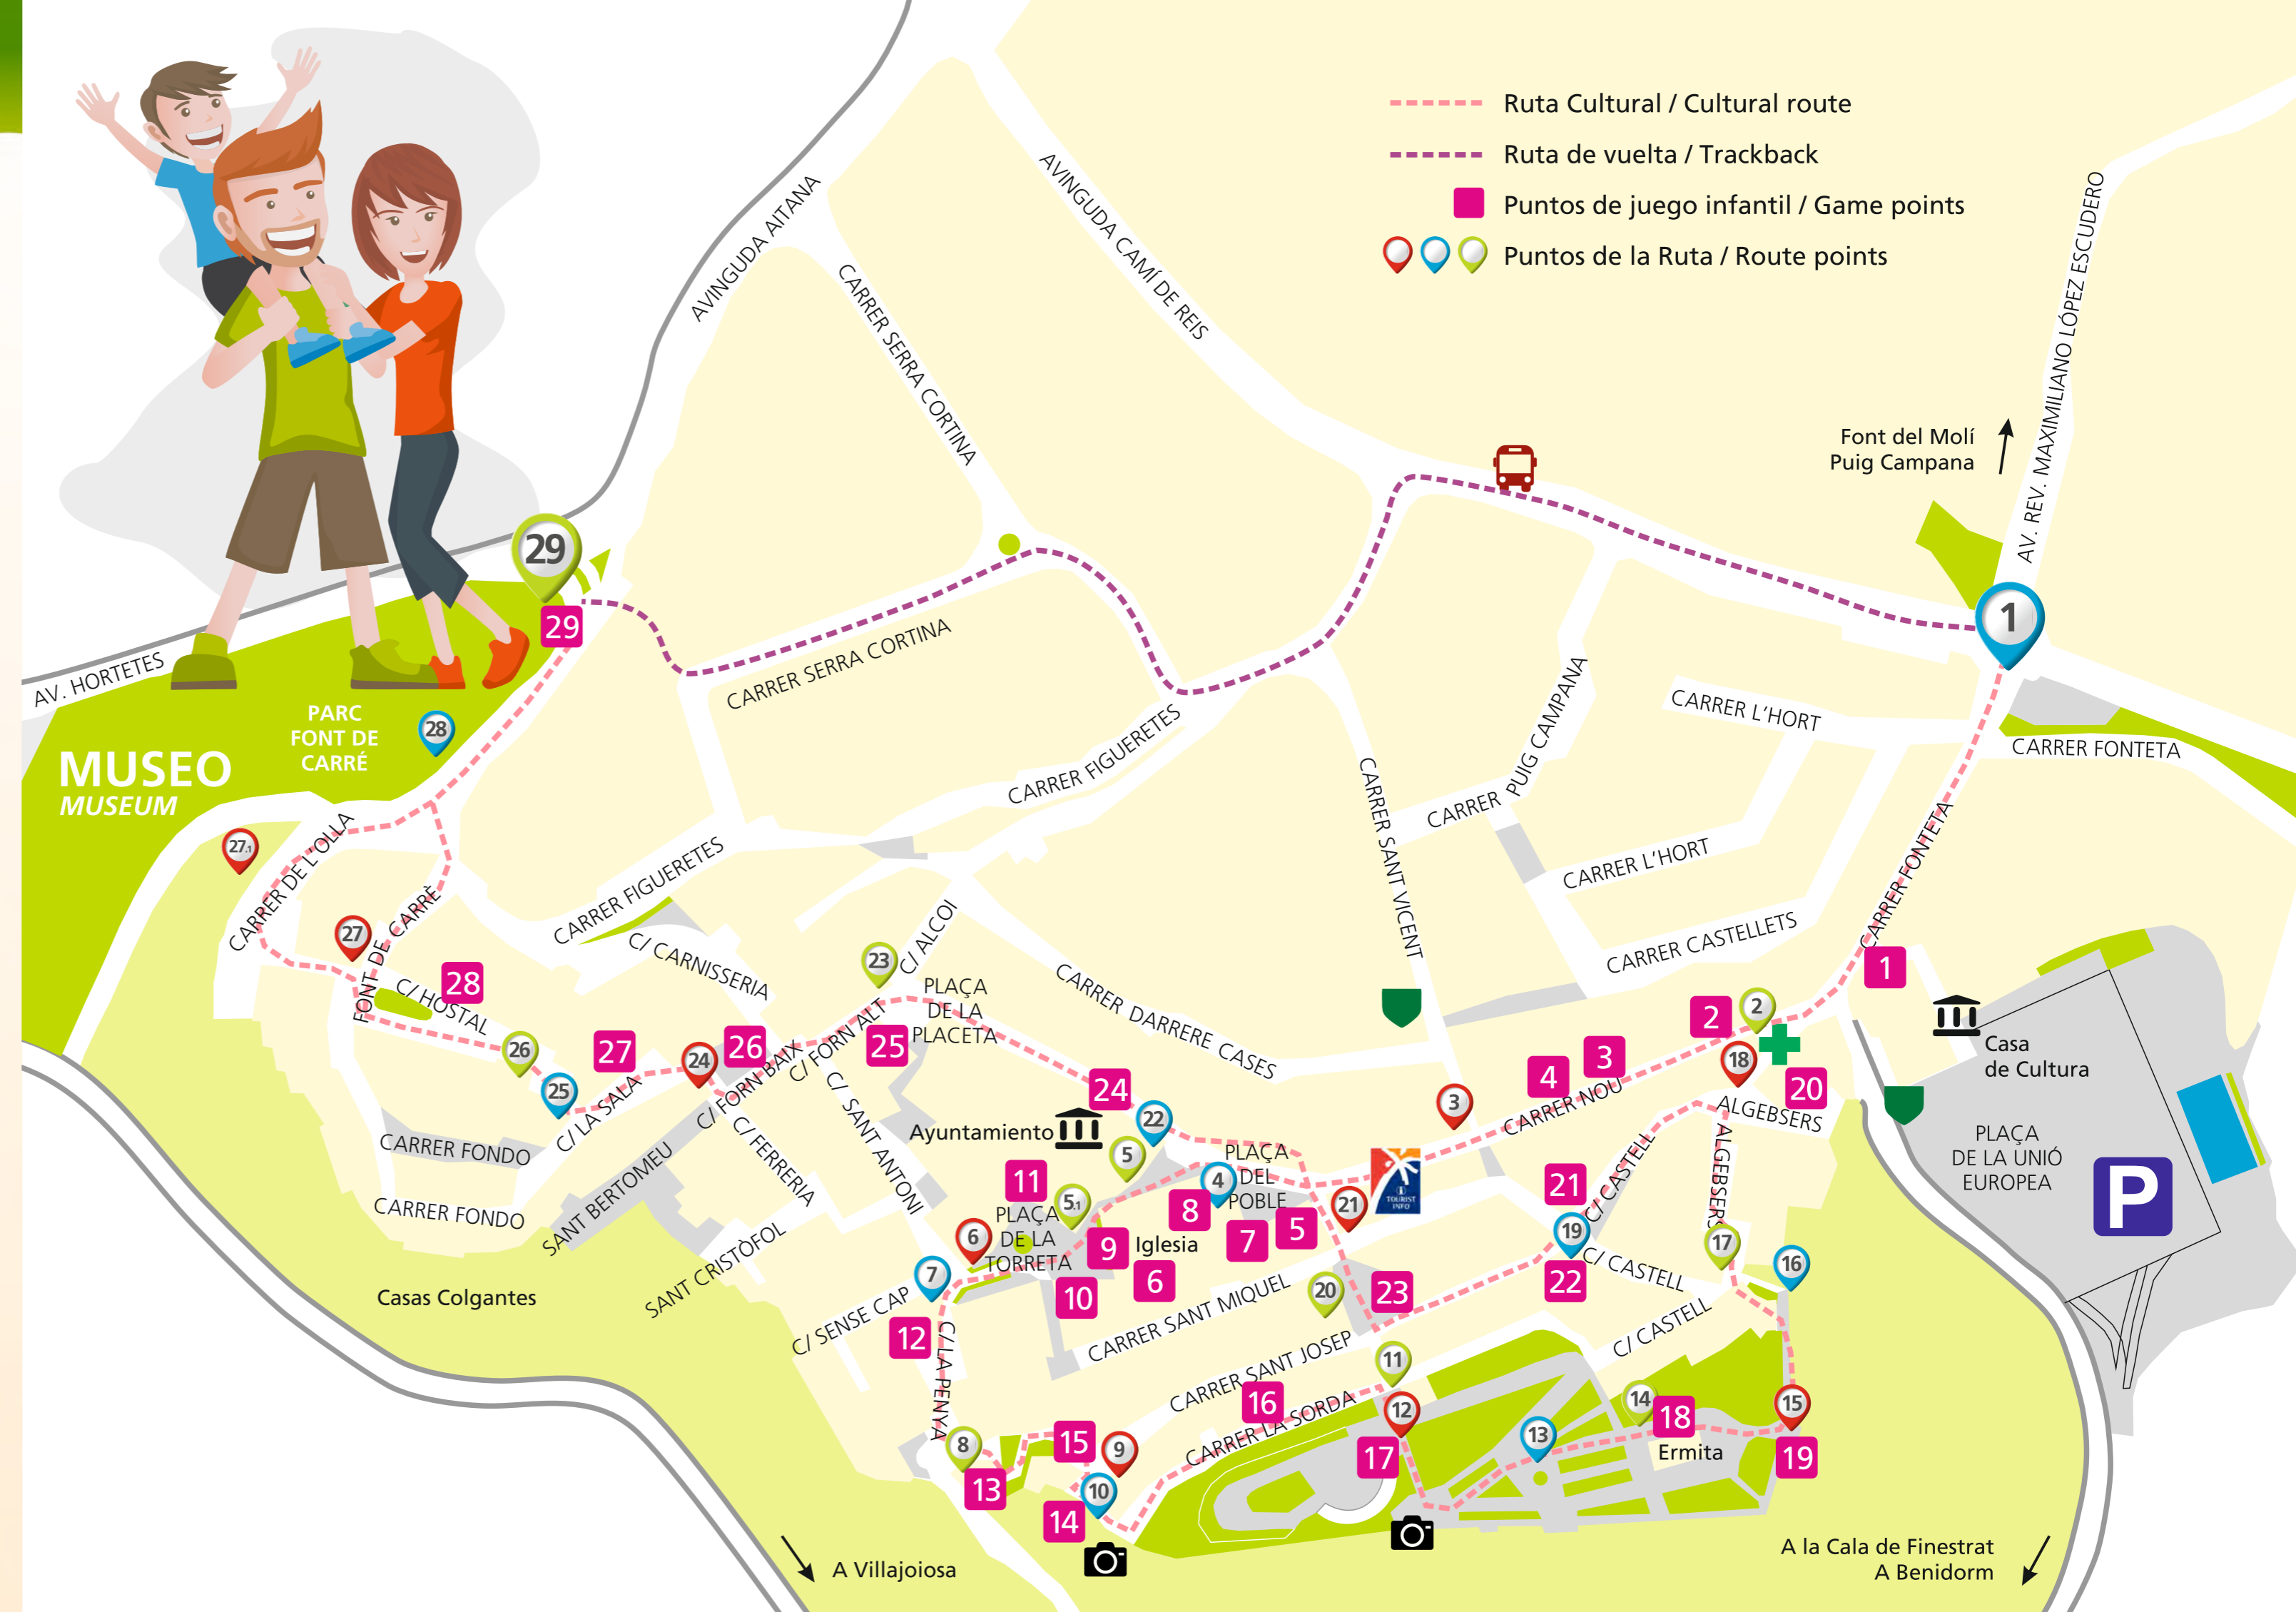 Ruta Cultural / Cultural route
Ruta de vuelta / Trackback
Puntos de juego infantil / Game points
Puntos de la Ruta / Route points
AVINGUDA AITANA
CARRER SERRA CORTINA
AVINGUDA CAMÍ DE REIS
AV. REV. MAXIMILIANO LÓPEZ ESCUDERO
Font del Molí
Puig Campana
29
29
1
AV. HORTETES
CARRER SERRA CORTINA
PARC
FONT DE
CARRÉ
28
MUSEO
MUSEUM
CARRER FIGUERETES
CARRER PUIG CAMPANA
CARRER L'HORT
CARRER FONTETA
CARRER SANT VICENT
CARRER L'HORT
CARRER FONTETA
CARRER CASTELLETS
27.1
CARRER DE L'OLLA
27
FONT DE CARRÈ
CARRER FIGUERETES
C/ CARNISSERIA
23
C/ ALCOI
28
C/ HOSTAL
26
27
25
24
26
C/ LA SALA
C/ FORN BAIX
C/ FORN ALT
25
PLAÇA
DE LA
PLACETA
CARRER DARRERE CASES
1
2
2
18
20
Casa
de Cultura
3
4
3
CARRER NOU
ALGEBSERS
ALGEBSERS
PLAÇA
DE LA UNIÓ
EUROPEA
P
24
22
Ayuntamiento
5
C/ SANT ANTONI
C/ FERRERIA
CARRER FONDO
CARRER FONDO
SANT BERTOMEU
SANT CRISTÒFOL
Casas Colgantes
11
5.1
PLAÇA
DE LA
TORRETA
6
7
PLAÇA
DEL
POBLE
4
8
7
5
21
TOURIST
INFO
9
Iglesia
6
10
C/ SENSE CAP
12
C/ LA PENYA
CARRER SANT MIQUEL
20
23
21
19
22
C/ CASTELL
C/ CASTELL
C/ CASTELL
17
16
CARRER SANT JOSEP
16
CARRER LA SORDA
11
12
17
13
14
18
Ermita
15
19
8
13
15
9
10
14
A Villajoiosa
A la Cala de Finestrat
A Benidorm